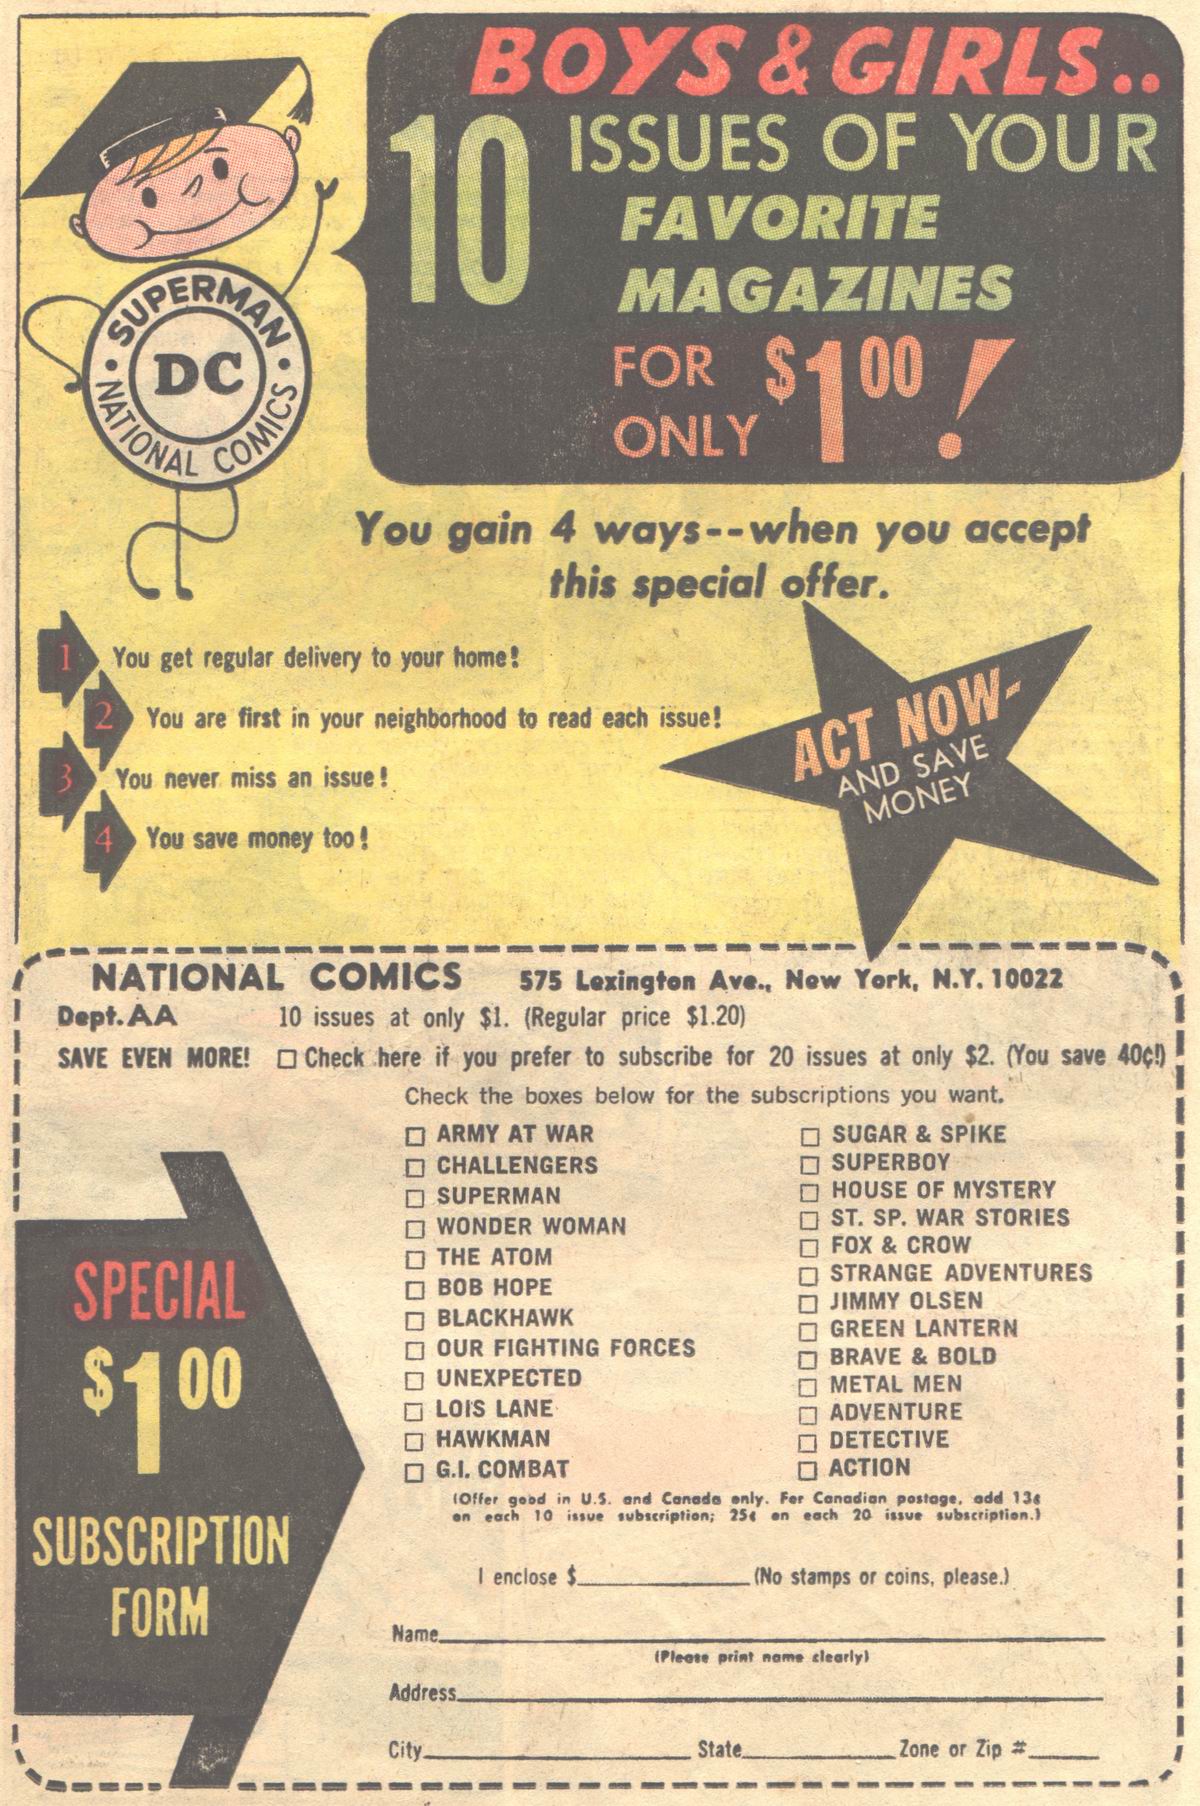 BOYS & GIRLS..
10 ISSUES OF YOUR
FAVORITE
MAGAZINES
FOR
ONLY $1.00!
SUPERMAN
DC
NATIONAL COMICS
You gain 4 ways--when you accept
this special offer.
1 You get regular delivery to your home!
2 You are first in your neighborhood to read each issue!
3 You never miss an issue!
4 You save money too!
ACT NOW-
AND SAVE
MONEY
NATIONAL COMICS 575 Lexington Ave., New York, N.Y. 10022
Dept. AA 10 issues at only $1. (Regular price $1.20)
SAVE EVEN MORE! ☐ Check here if you prefer to subscribe for 20 issues at only $2. (You save 40¢!)
Check the boxes below for the subscriptions you want.
☐ ARMY AT WAR
☐ CHALLENGERS
☐ SUPERMAN
☐ WONDER WOMAN
☐ THE ATOM
☐ BOB HOPE
☐ BLACKHAWK
☐ OUR FIGHTING FORCES
☐ UNEXPECTED
☐ LOIS LANE
☐ HAWKMAN
☐ G.I. COMBAT
☐ SUGAR & SPIKE
☐ SUPERBOY
☐ HOUSE OF MYSTERY
☐ ST. SP. WAR STORIES
☐ FOX & CROW
☐ STRANGE ADVENTURES
☐ JIMMY OLSEN
☐ GREEN LANTERN
☐ BRAVE & BOLD
☐ METAL MEN
☐ ADVENTURE
☐ DETECTIVE
☐ ACTION
SPECIAL
$1.00
SUBSCRIPTION
FORM
(Offer good in U.S. and Canada only. For Canadian postage, add 13¢
on each 10 issue subscription; 25¢ on each 20 issue subscription.)
I enclose $____________ (No stamps or coins, please.)
Name____________
(Please print name clearly)
Address____________
City____________ State____________ Zone or Zip #______